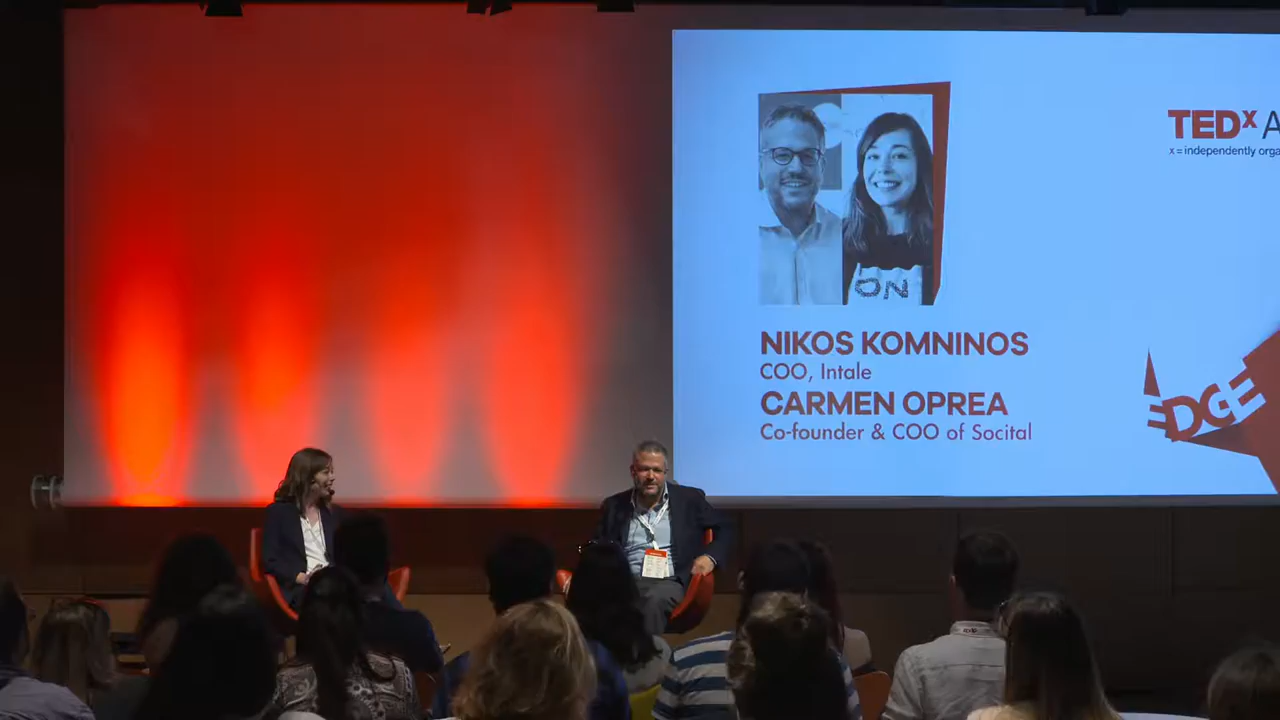 TEDx A
x = independently orga
ON
NIKOS KOMNINOS
COO, Intale
CARMEN OPREA
Co-founder & COO of Socital
EDGE